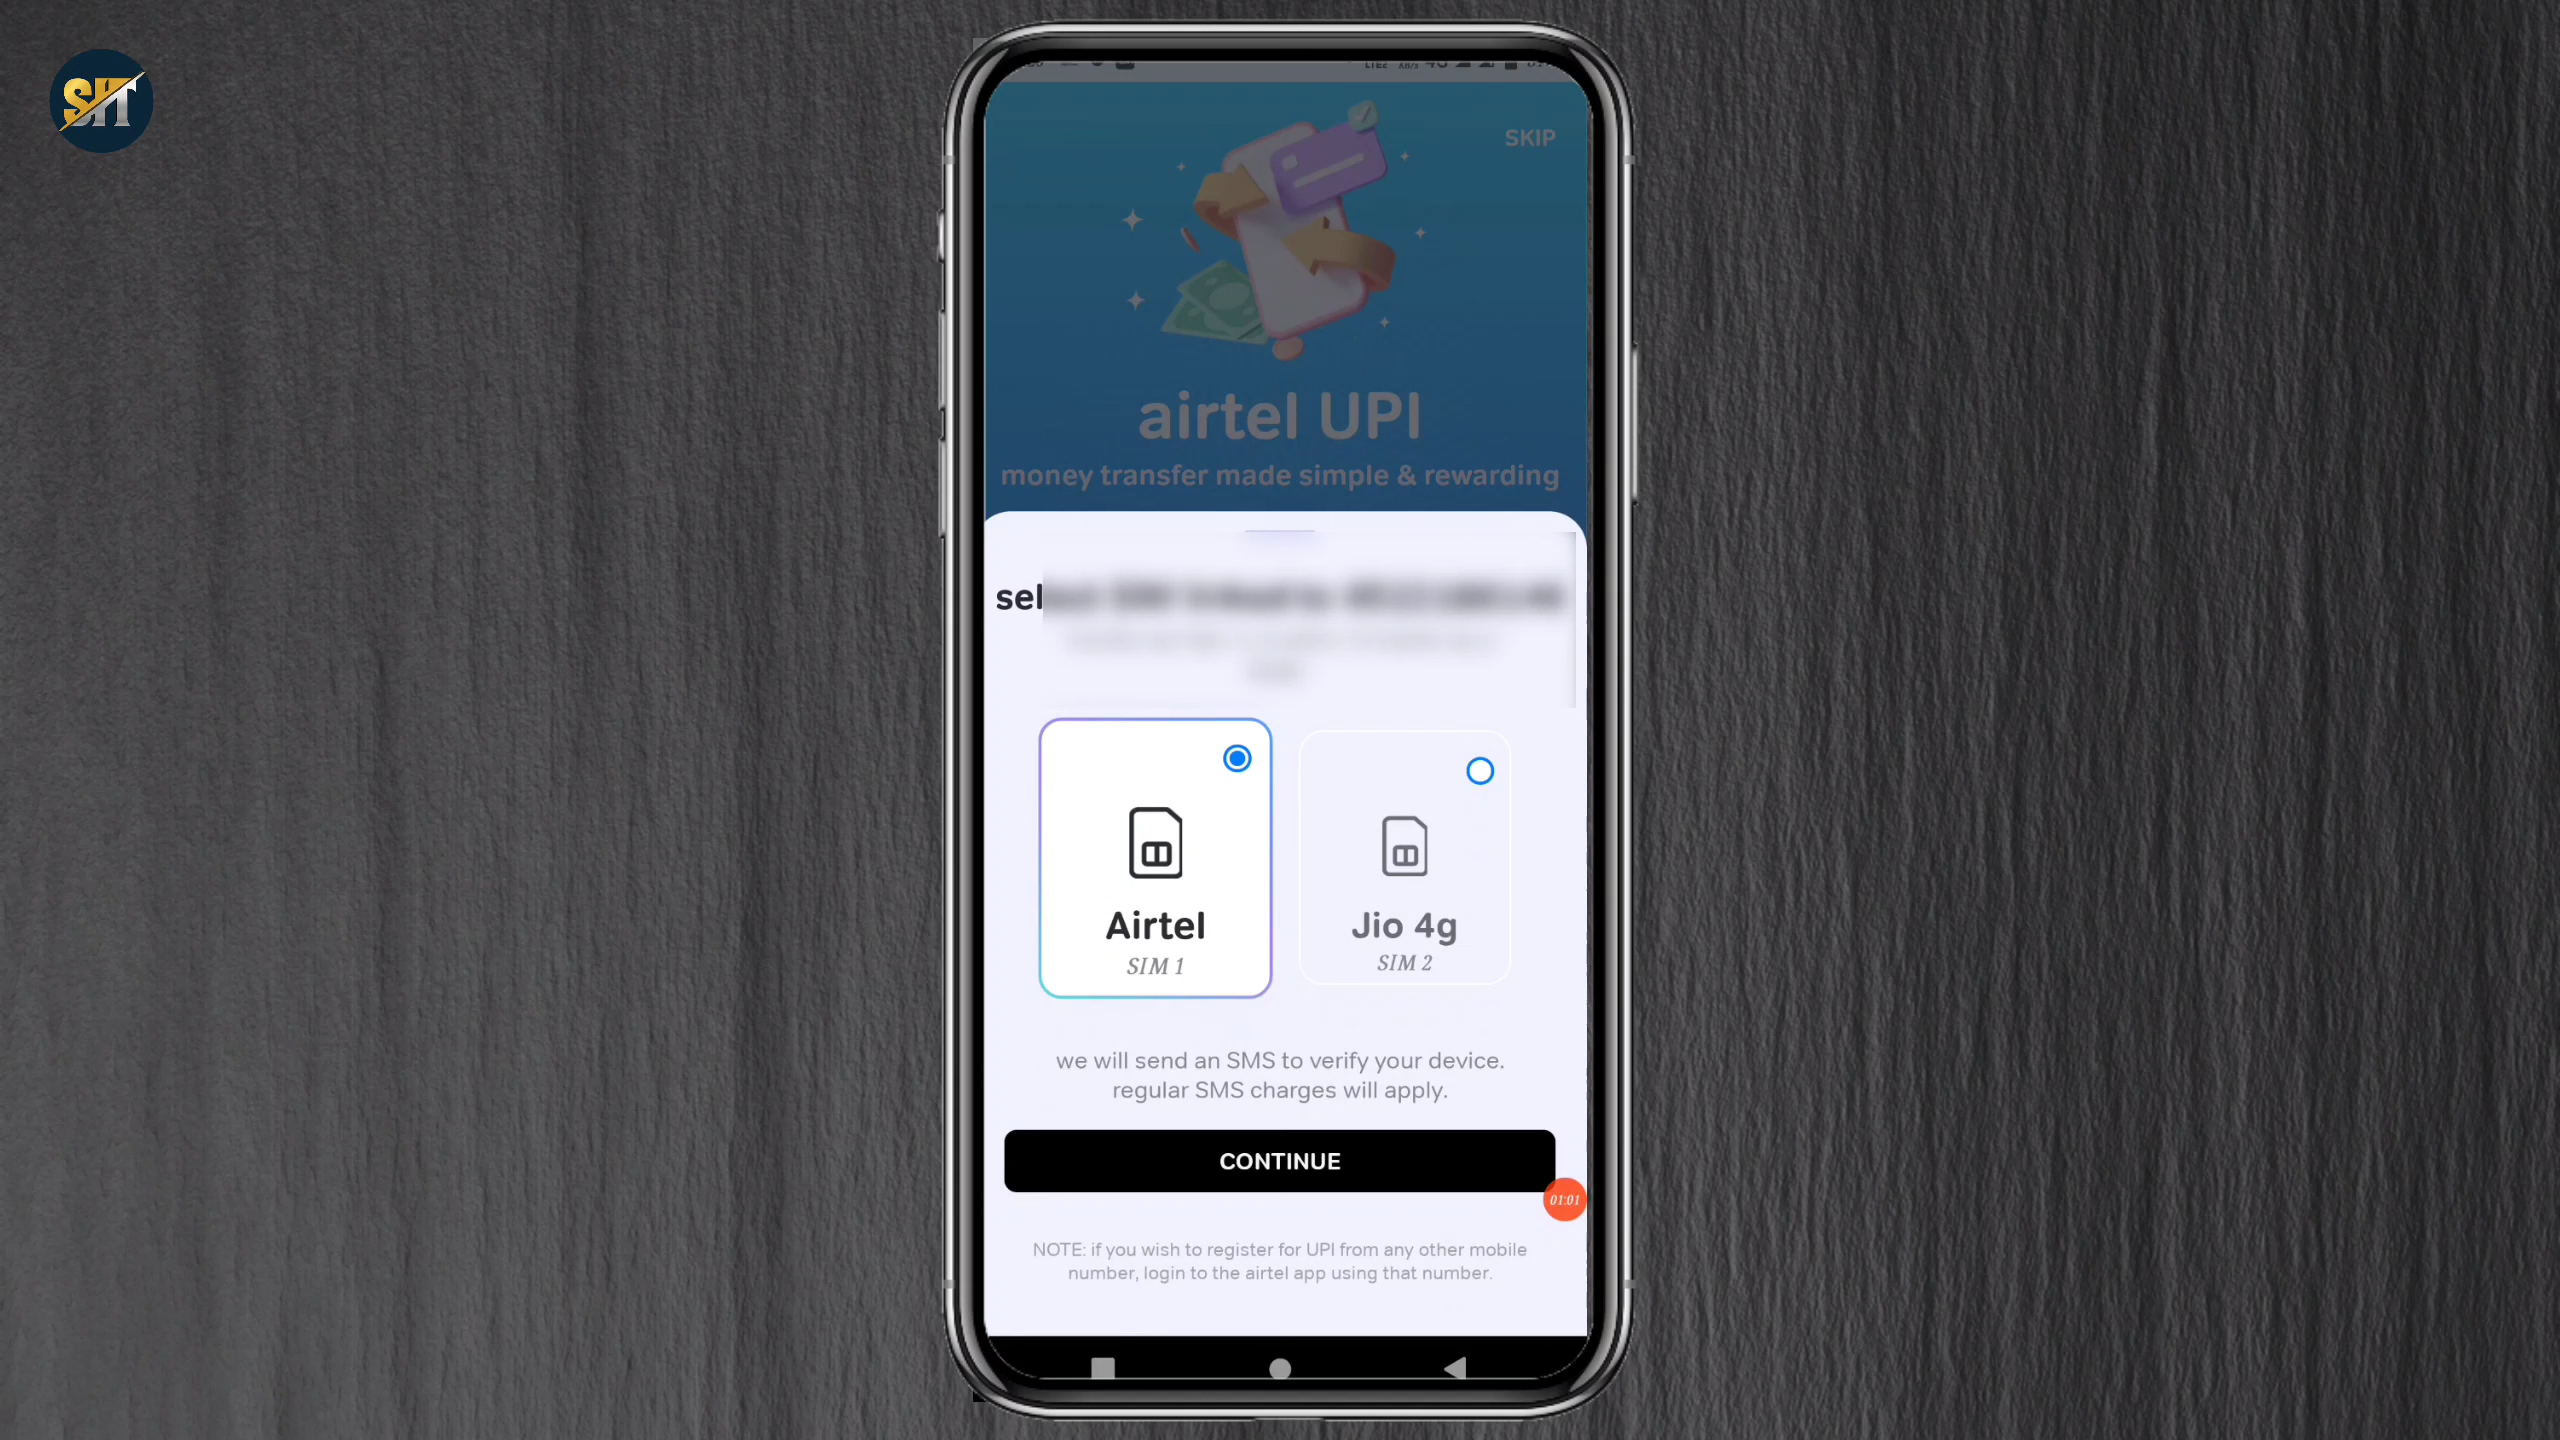 SHT
SKIP
airtel UPI
money transfer made simple & rewarding
sel
Airtel
SIM 1
Jio 4g
SIM 2
we will send an SMS to verify your device.
regular SMS charges will apply.
CONTINUE
01:01
NOTE: if you wish to register for UPI from any other mobile
number, login to the airtel app using that number.